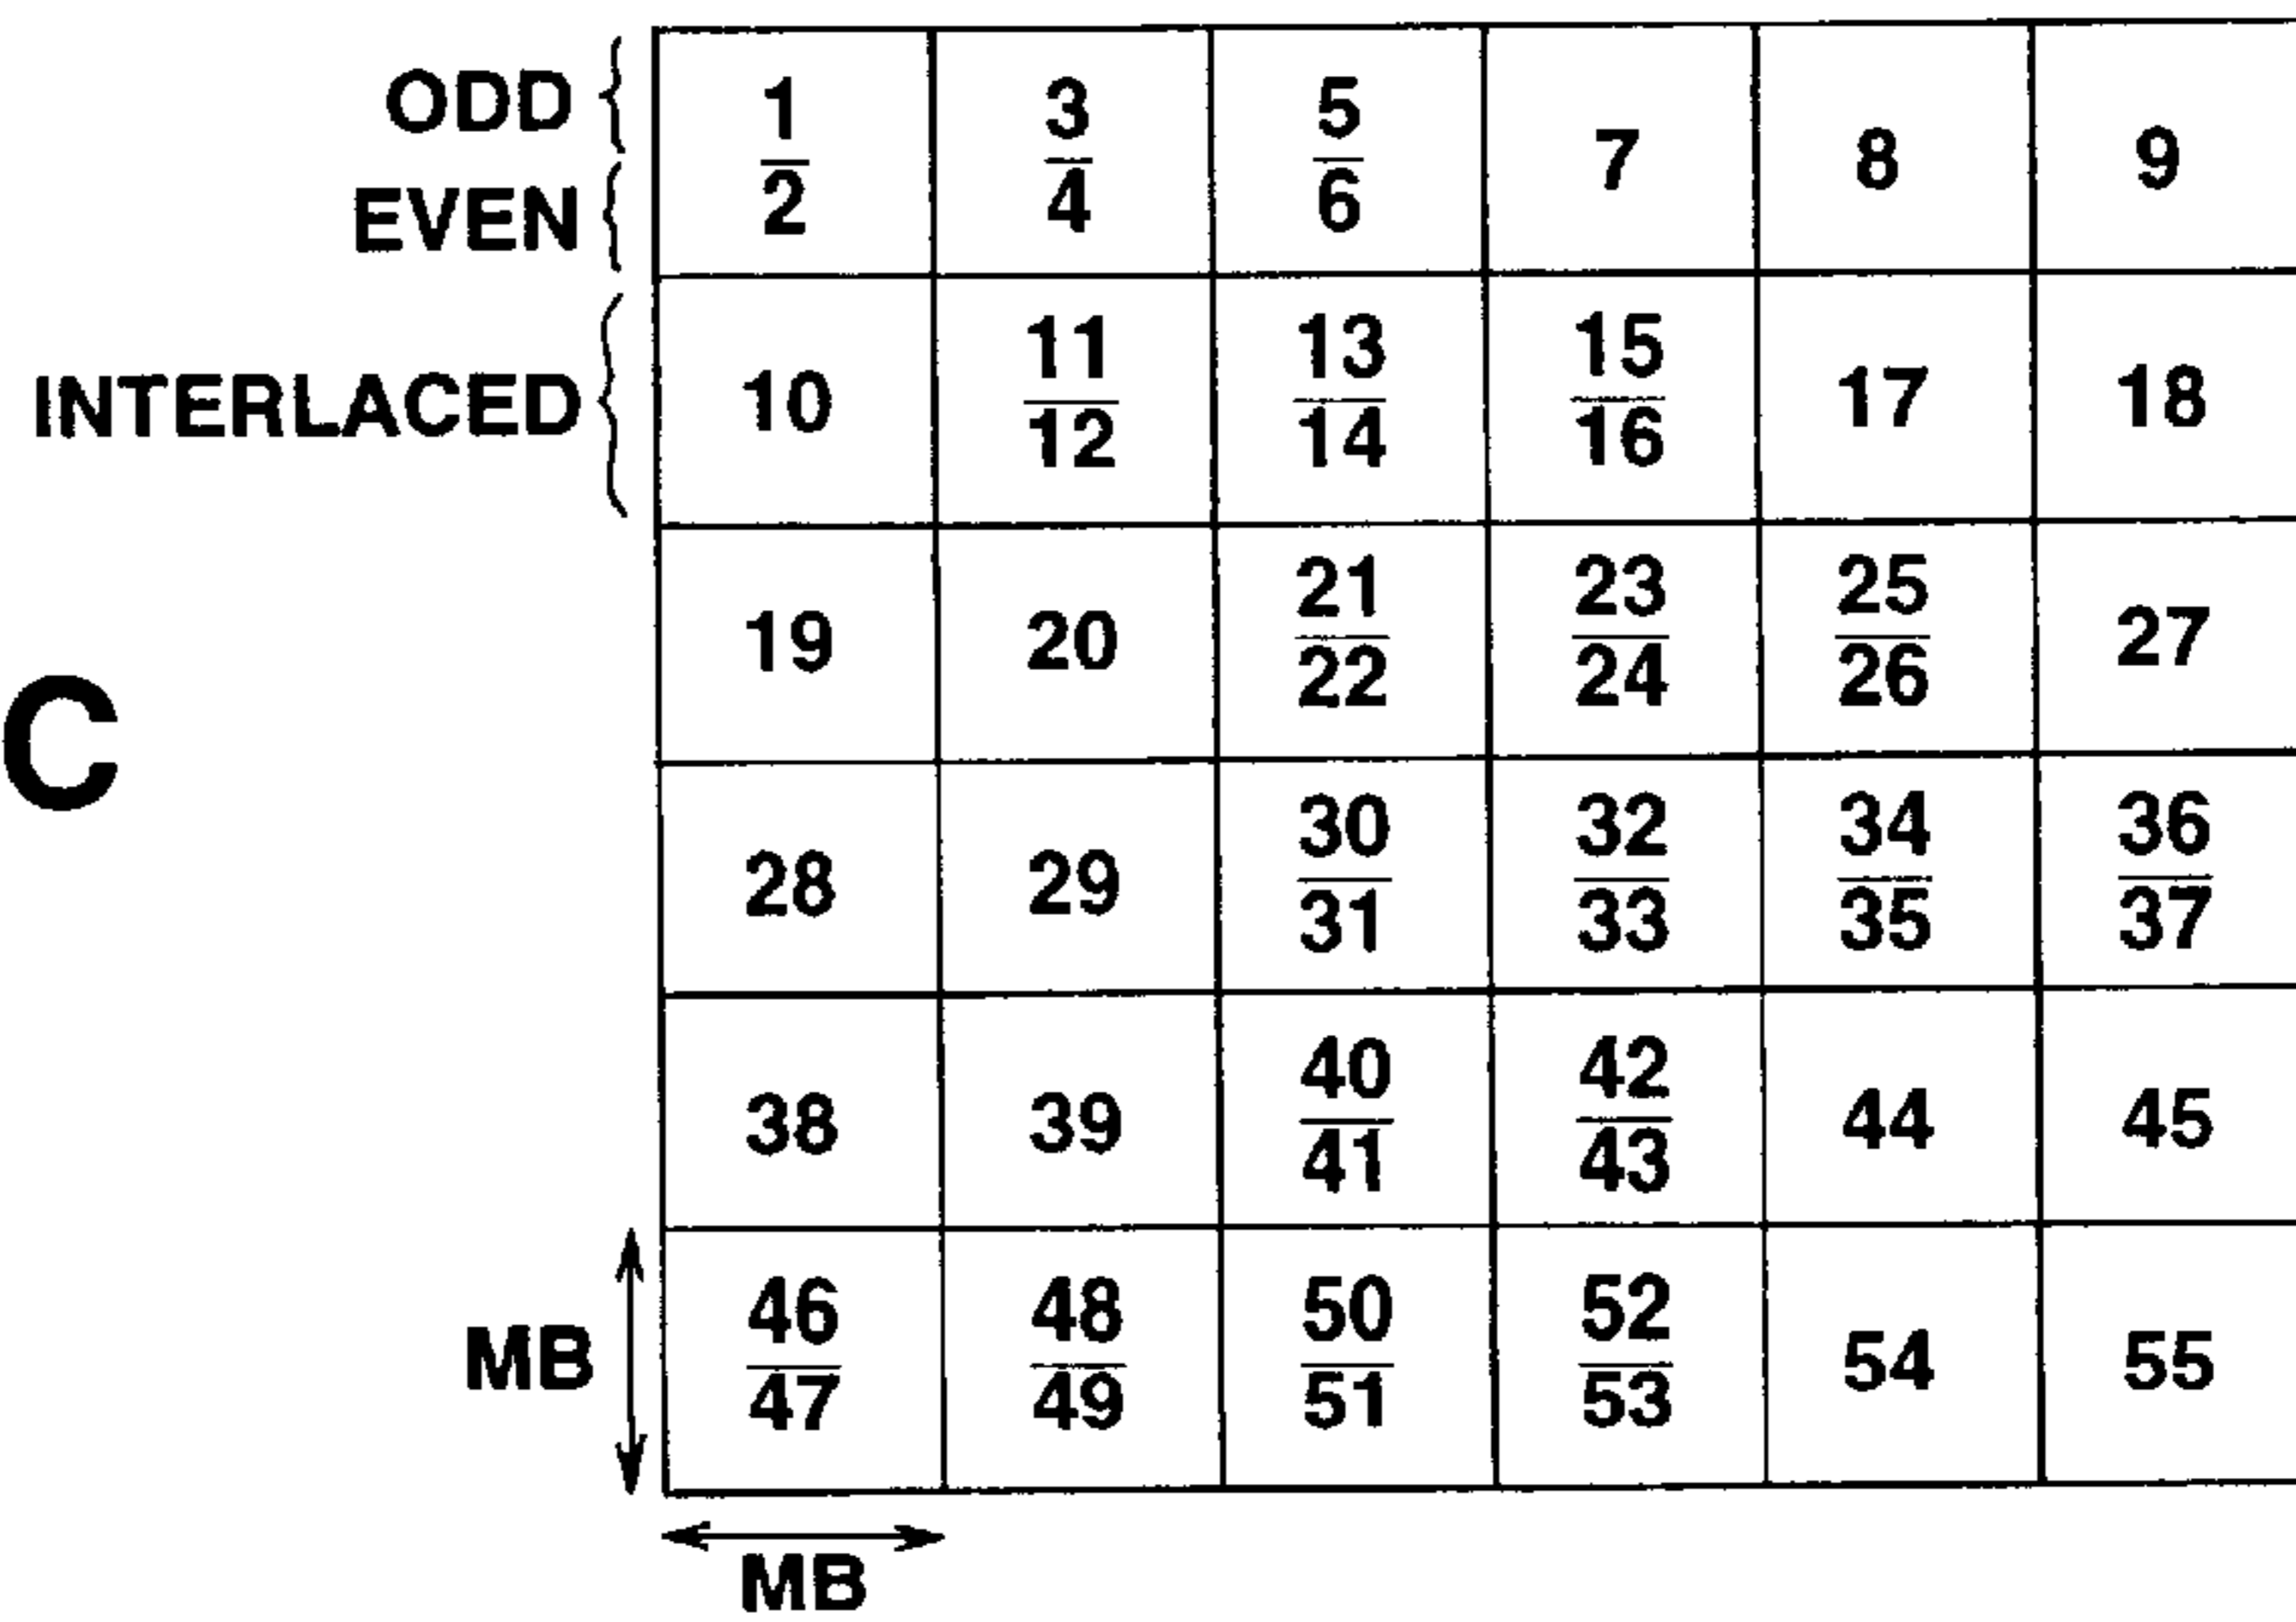 ODD 1 3 5 7 8 9
EVEN 2 4 6
INTERLACED 10 11 13 15 17 18
12 14 16
19 20 21 23 25 27
22 24 26
C
28 29 30 32 34 36
31 33 35 37
38 39 40 42 44 45
41 43
MB 46 48 50 52 54 55
47 49 51 53
MB